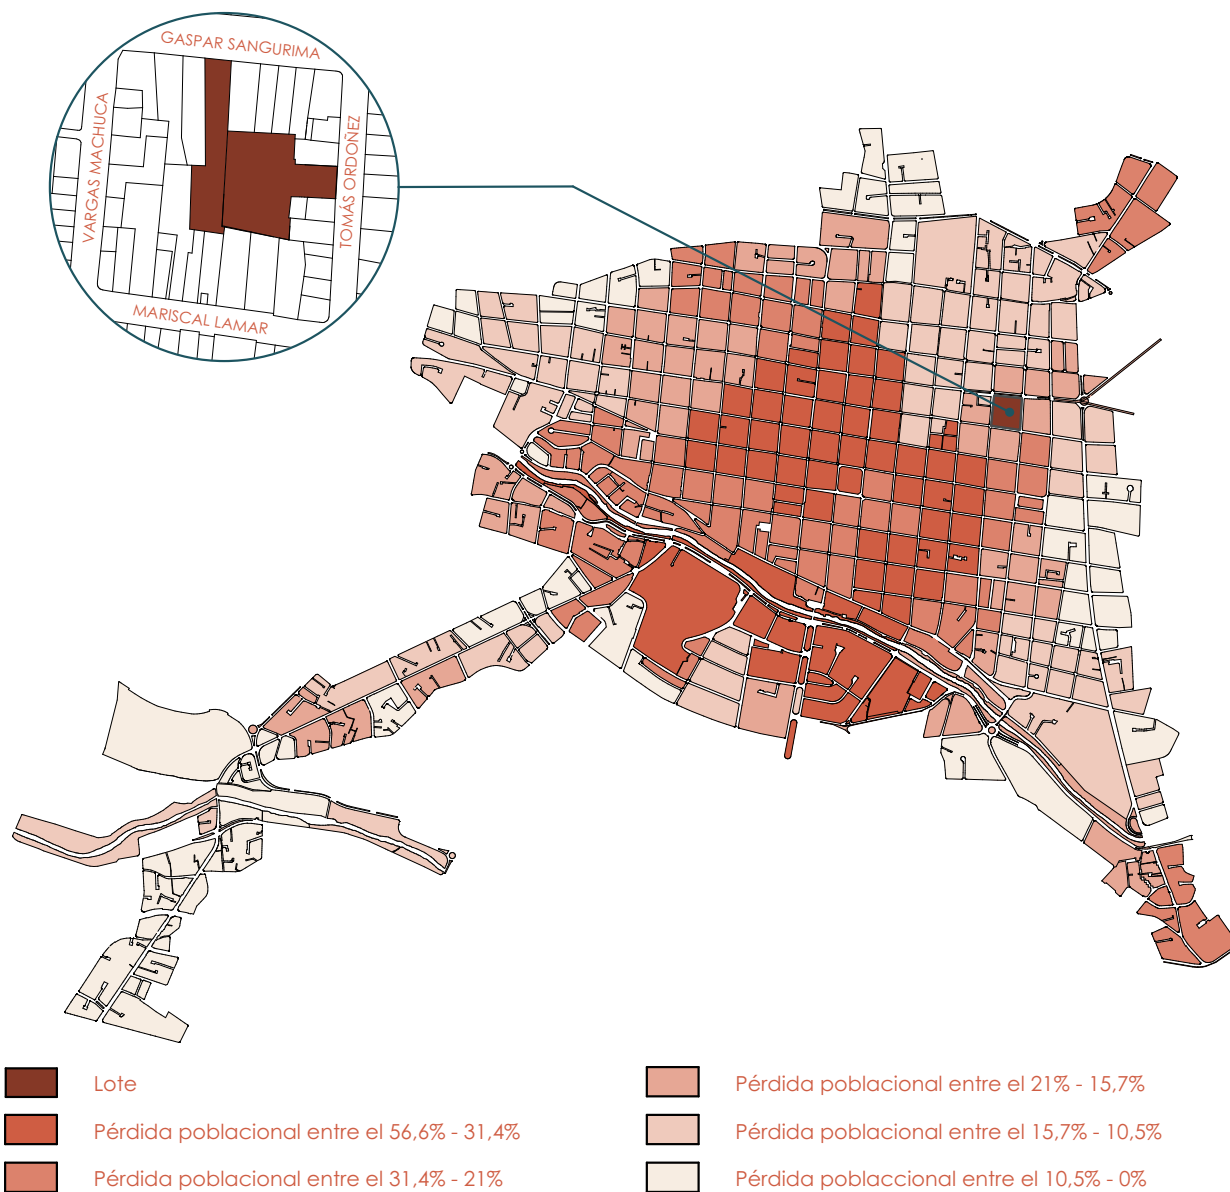 GASPAR SANGURIMA
VARGAS MACHUCA
TOMÁS ORDOÑEZ
MARISCAL LAMAR
Lote
Pérdida poblacional entre el 56,6% - 31,4%
Pérdida poblacional entre el 31,4% - 21%
Pérdida poblacional entre el 21% - 15,7%
Pérdida poblacional entre el 15,7% - 10,5%
Pérdida poblaccional entre el 10,5% - 0%